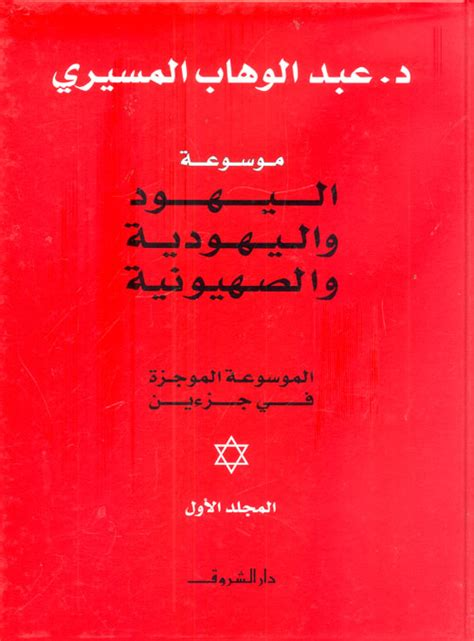 د. عبد الوهاب المسيري
موسوعة
اليهود
واليهودية
والصهيونية
الموسوعة الموجزة
في جزءين
المجلد الأول
دار الشروق